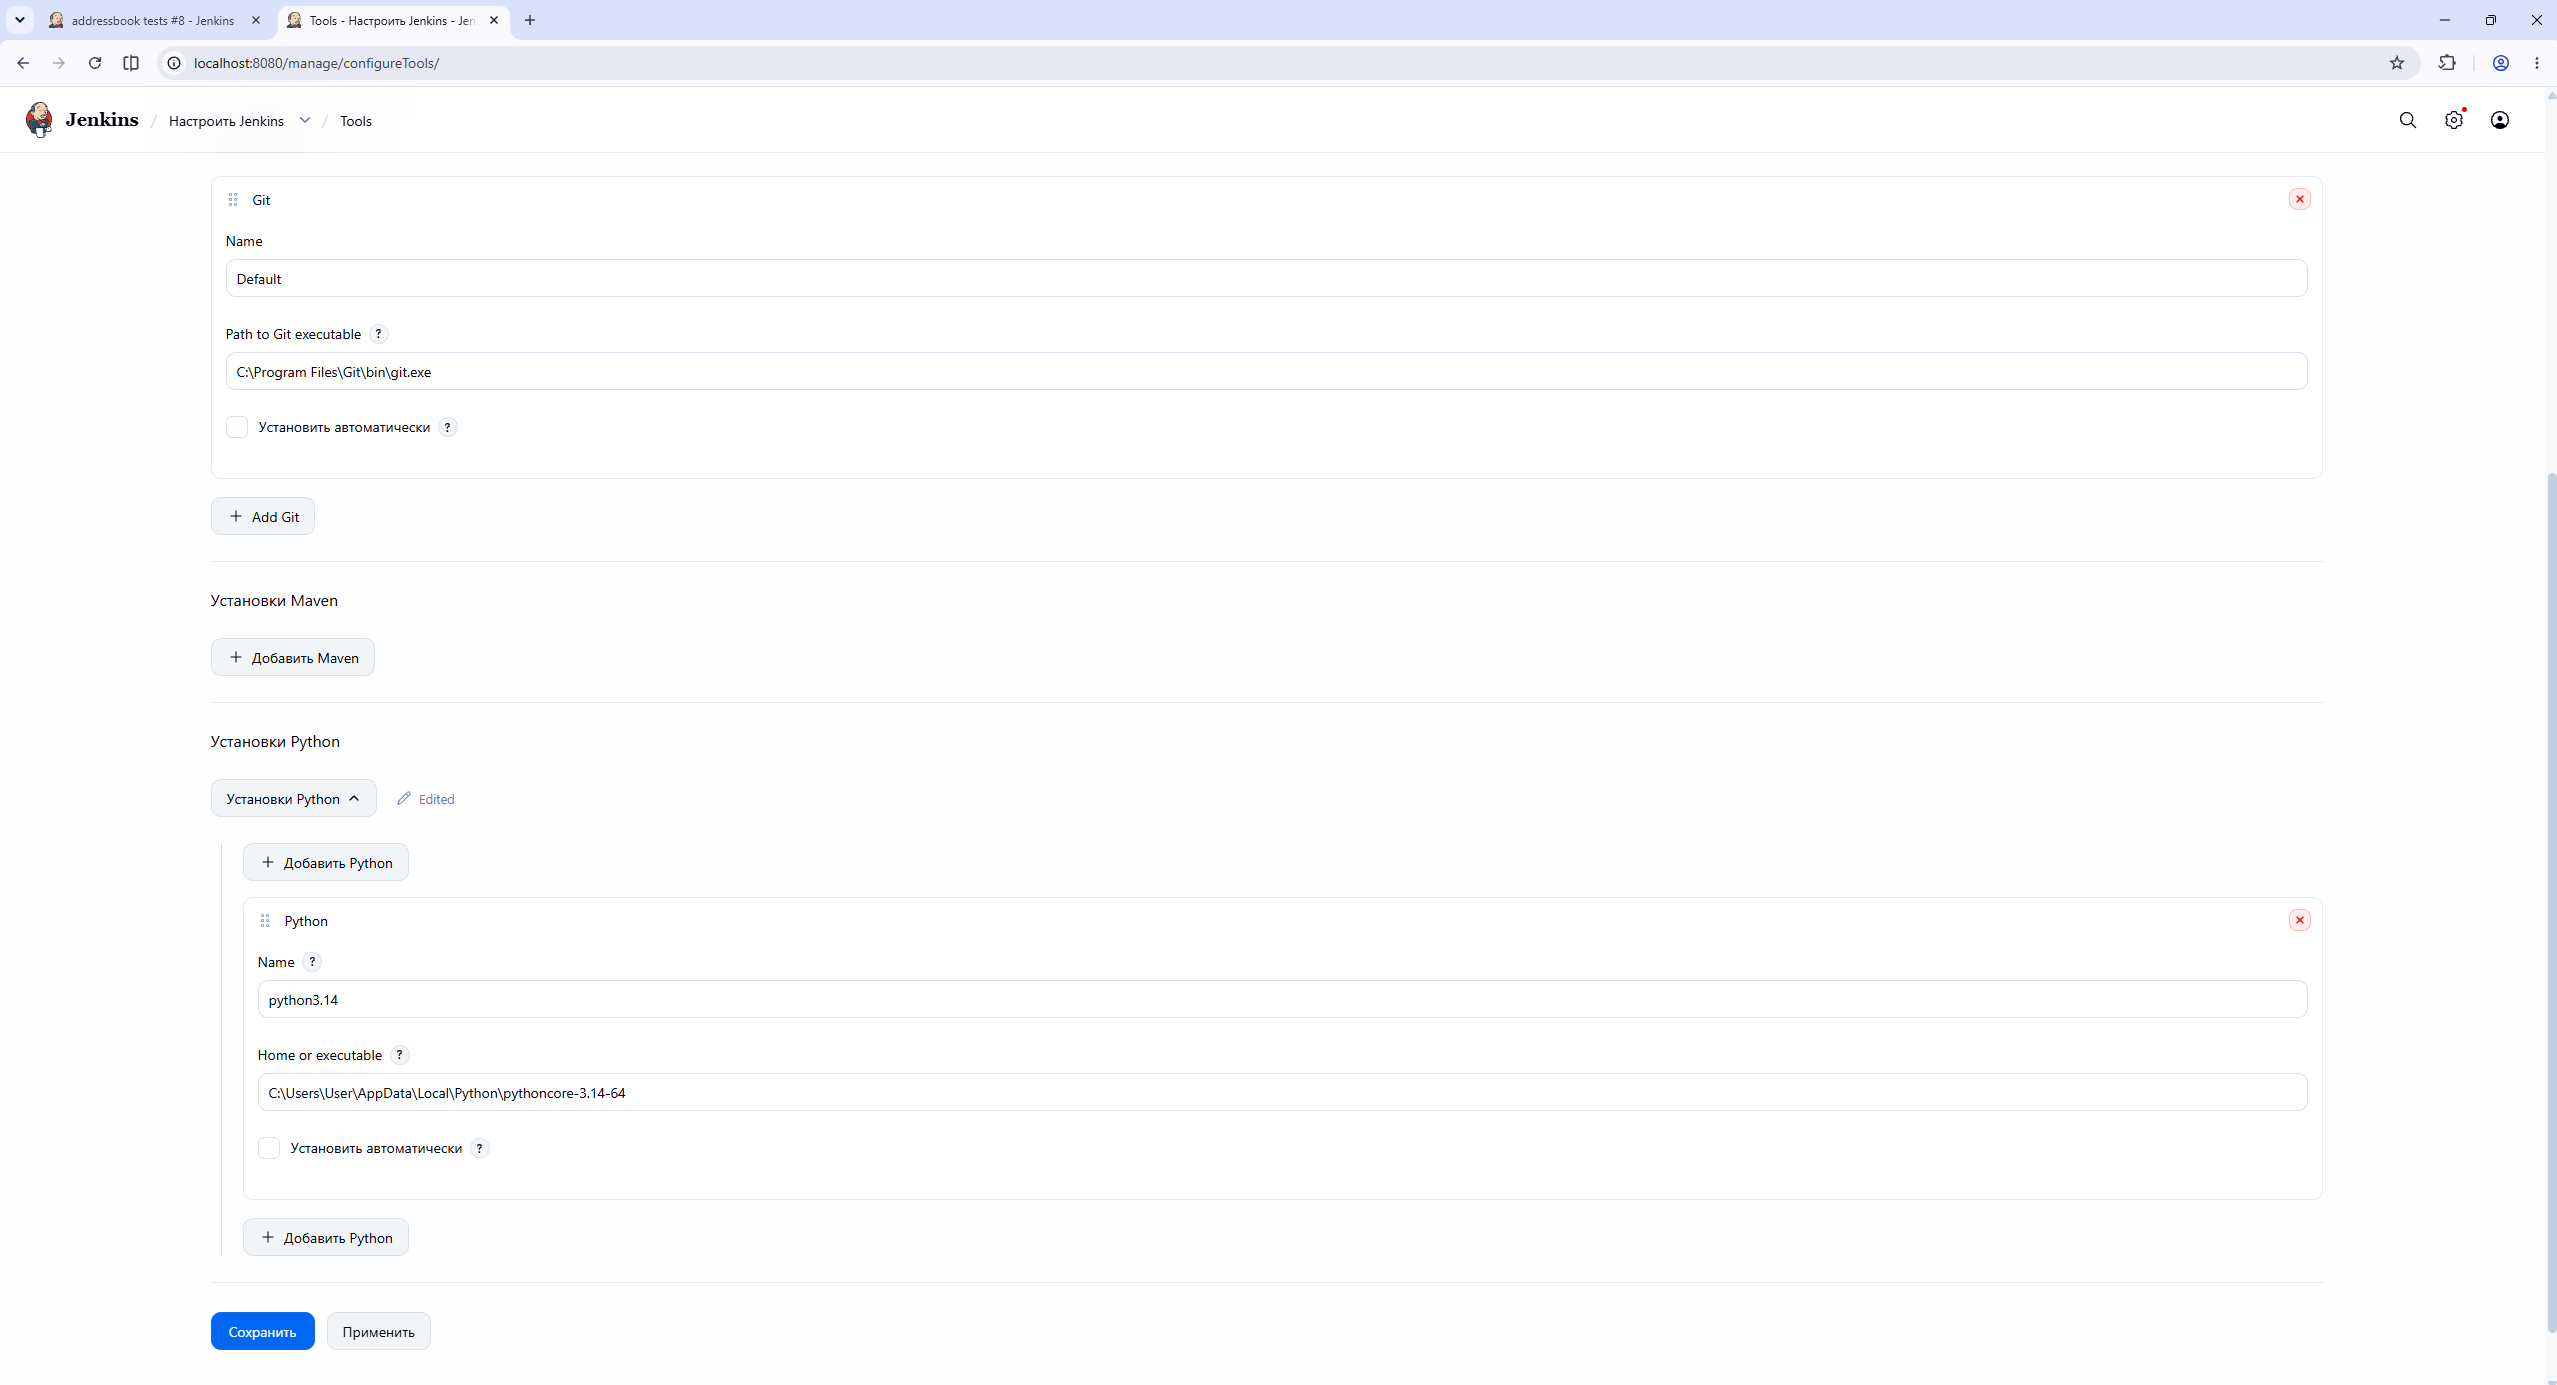 addressbook tests #8 - Jenkins
Tools - Настроить Jenkins - Jen
localhost:8080/manage/configureTools/
Jenkins / Настроить Jenkins / Tools
Git
Name
Default
Path to Git executable ?
C:\Program Files\Git\bin\git.exe
Установить автоматически ?
+ Add Git
Установки Maven
+ Добавить Maven
Установки Python
Установки Python Edited
+ Добавить Python
Python
Name ?
python3.14
Home or executable ?
C:\Users\User\AppData\Local\Python\pythoncore-3.14-64
Установить автоматически ?
+ Добавить Python
Сохранить Применить